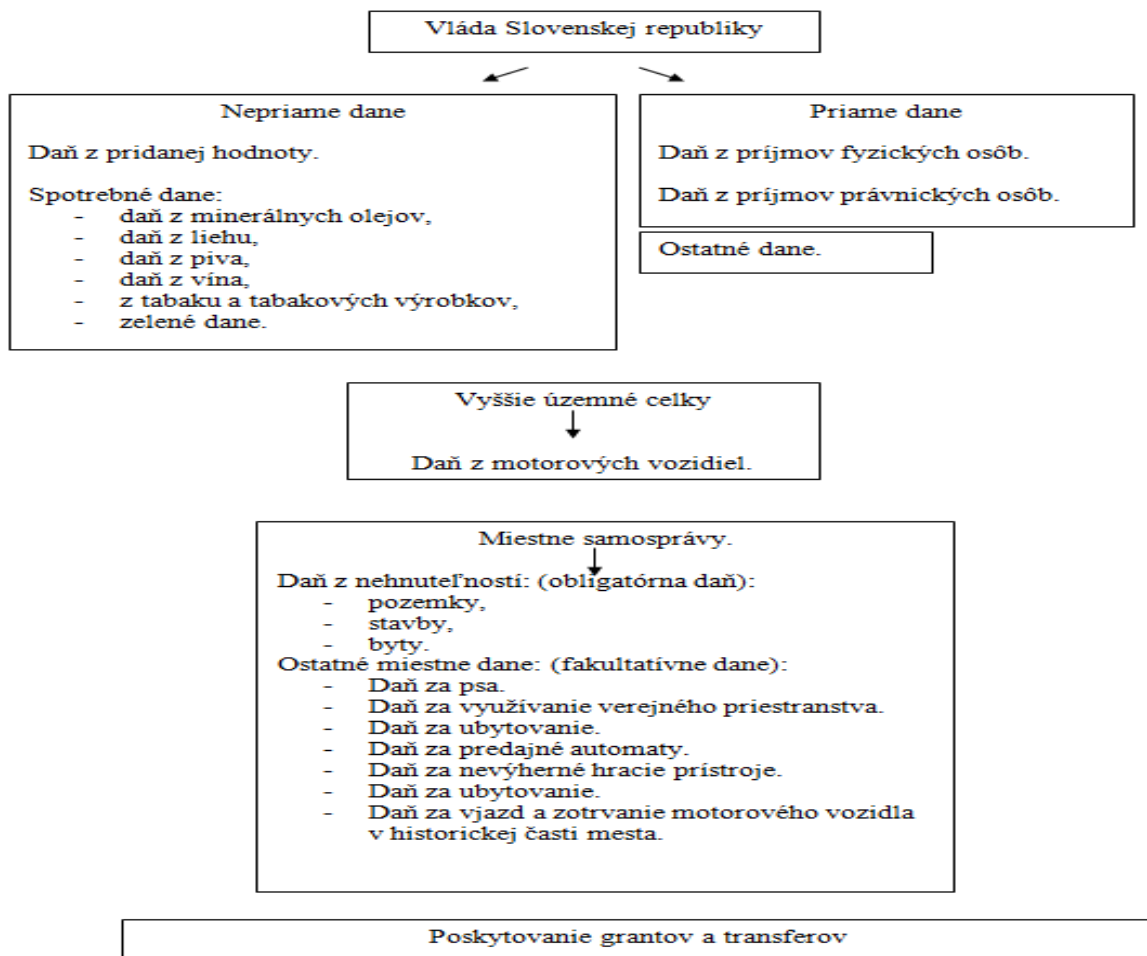 Vláda Slovenskej republiky
Nepriame dane
Daň z pridanej hodnoty.
Spotrebné dane:
- daň z minerálnych olejov,
- daň z liehu,
- daň z piva,
- daň z vína,
- z tabaku a tabakových výrobkov,
- zelené dane.
Priame dane
Daň z príjmov fyzických osôb.
Daň z príjmov právnických osôb.
Ostatné dane.
Vyššie územné celky
Daň z motorových vozidiel.
Miestne samosprávy.
Daň z nehnuteľností: (obligatórna daň):
- pozemky,
- stavby,
- byty.
Ostatné miestne dane: (fakultatívne dane):
- Daň za psa.
- Daň za využívanie verejného priestranstva.
- Daň za ubytovanie.
- Daň za predajné automaty.
- Daň za nevýherné hracie prístroje.
- Daň za ubytovanie.
- Daň za vjazd a zotrvanie motorového vozidla
v historickej časti mesta.
Poskytovanie grantov a transferov